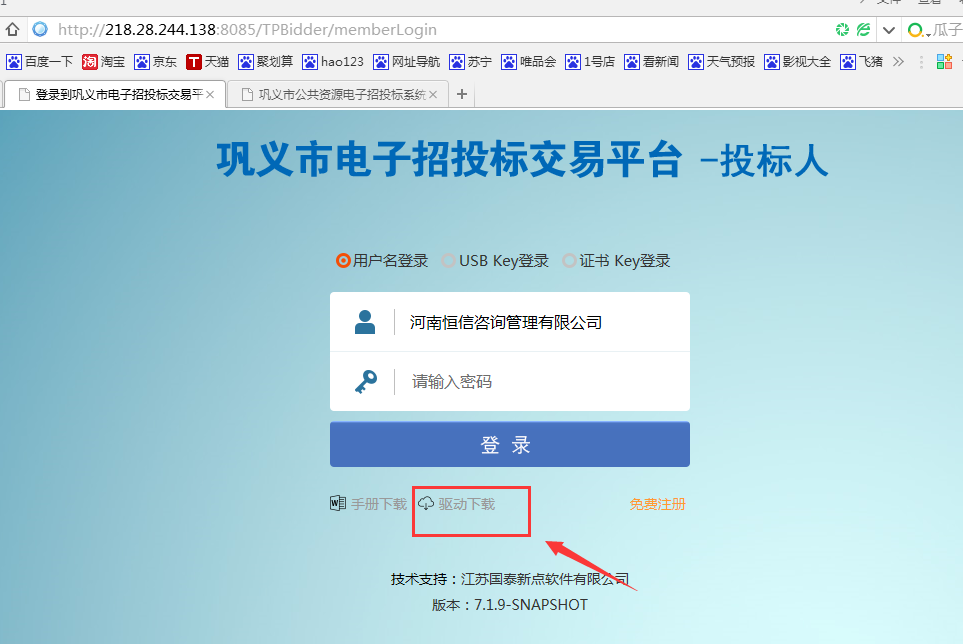 http://218.28.244.138:8085/TPBidder/memberLogin
瓜子
百度一下 淘宝 京东 天猫 聚划算 hao123 网址导航 苏宁 唯品会 1号店 看新闻 天气预报 影视大全 飞猪
登录到巩义市电子招投标交易平 巩义市公共资源电子招投标系统
巩义市电子招投标交易平台 –投标人
用户名登录 USB Key登录 证书 Key登录
河南恒信咨询管理有限公司
请输入密码
登 录
手册下载 驱动下载 免费注册
技术支持：江苏国泰新点软件有限公司
版本：7.1.9-SNAPSHOT